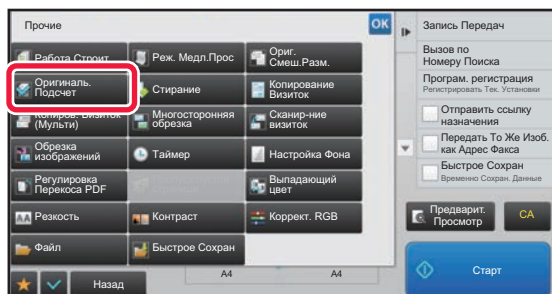 Прочие
OK
Работа Строит
Реж. Медл.Прос
Ориг.
Смеш.Разм.
Оригиналь.
Подсчет
Стирание
Копирование
Визиток
Копиров. Визиток
(Мульти)
Многосторонняя
обрезка
Сканир-ние
визиток
Обрезка
изображений
Таймер
Настройка Фона
Регулировка
Перекоса PDF
Выпадающий
цвет
AA Резкость
Контраст
Коррект. RGB
Файл
Быстрое Сохран
Назад
A4
A4
Запись Передач
Вызов по
Номеру Поиска
Програм. регистрация
Регистрировать Тек. Установки
Отправить ссылку
назначения
Передать То Же Изоб.
как Адрес Факса
Быстрое Сохран
Временно Сохран. Данные
Предварит.
Просмотр
CA
Старт